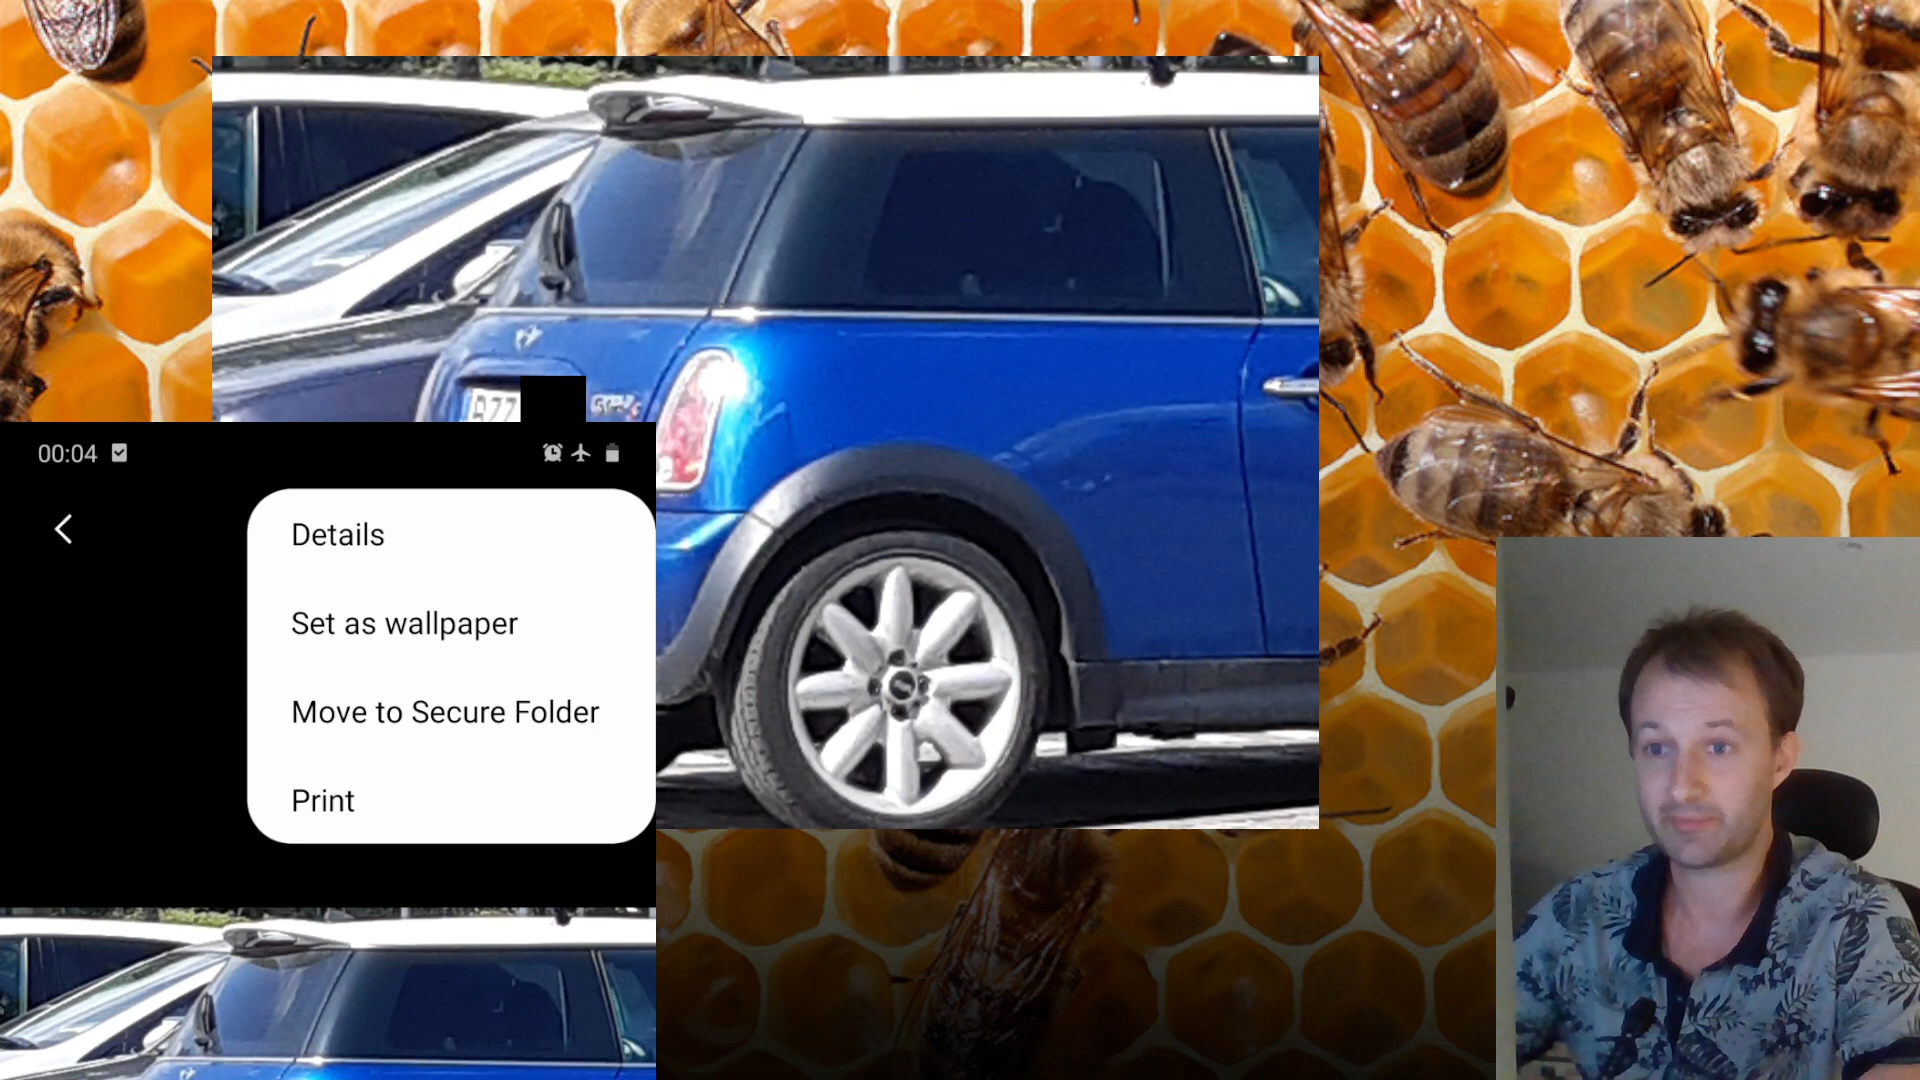 00:04
Details
Set as wallpaper
Move to Secure Folder
Print